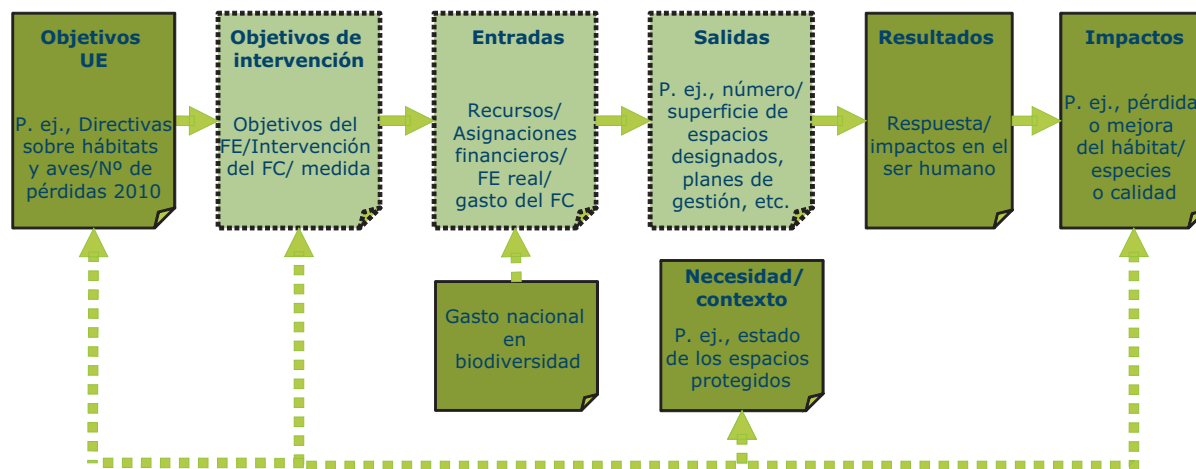 Objetivos
UE
P. ej., Directivas
sobre hábitats
y aves/Nº de
pérdidas 2010
Objetivos de
intervención
Objetivos del
FE/Intervención
del FC/ medida
Entradas
Recursos/
Asignaciones
financieros/
FE real/
gasto del FC
Salidas
P. ej., número/
superficie de
espacios
designados,
planes de
gestión, etc.
Resultados
Respuesta/
impactos en el
ser humano
Impactos
P. ej., pérdida
o mejora
del hábitat/
especies
o calidad
Gasto nacional
en
biodiversidad
Necesidad/
contexto
P. ej., estado
de los espacios
protegidos